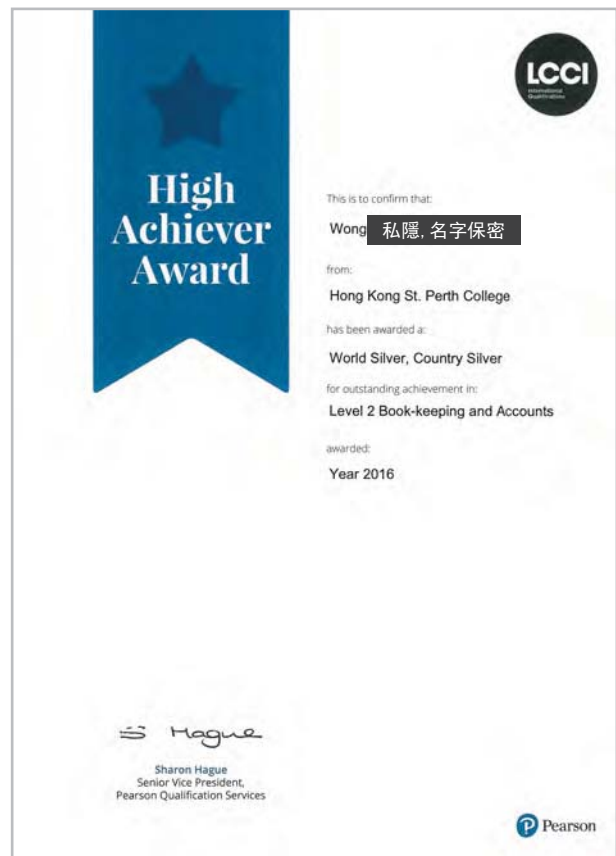 LCCI
International
Qualifications
High
Achiever
Award
This is to confirm that:
Wong 私隱, 名字保密
from:
Hong Kong St. Perth College
has been awarded a:
World Silver, Country Silver
for outstanding achievement in:
Level 2 Book-keeping and Accounts
awarded:
Year 2016
S Hague
Sharon Hague
Senior Vice President,
Pearson Qualification Services
Pearson